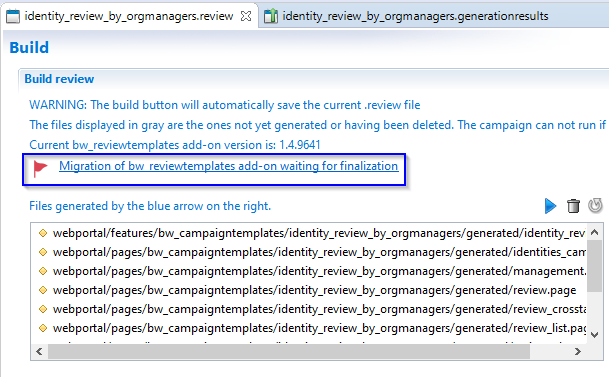 identity_review_by_orgmanagers.review
identity_review_by_orgmanagers.generationresults
Build
Build review
WARNING: The build button will automatically save the current .review file
The files displayed in gray are the ones not yet generated or having been deleted. The campaign can not run if
Current bw_reviewtemplates add-on version is: 1.4.9641
Migration of bw_reviewtemplates add-on waiting for finalization
Files generated by the blue arrow on the right.
webportal/features/bw_campaigntemplates/identity_review_by_orgmanagers/generated/identity_rev
webportal/pages/bw_campaigntemplates/identity_review_by_orgmanagers/generated/identities_cam
webportal/pages/bw_campaigntemplates/identity_review_by_orgmanagers/generated/management.
webportal/pages/bw_campaigntemplates/identity_review_by_orgmanagers/generated/review.page
webportal/pages/bw_campaigntemplates/identity_review_by_orgmanagers/generated/review_crossta
webportal/pages/bw_campaigntemplates/identity_review_by_orgmanagers/generated/review_list.pag